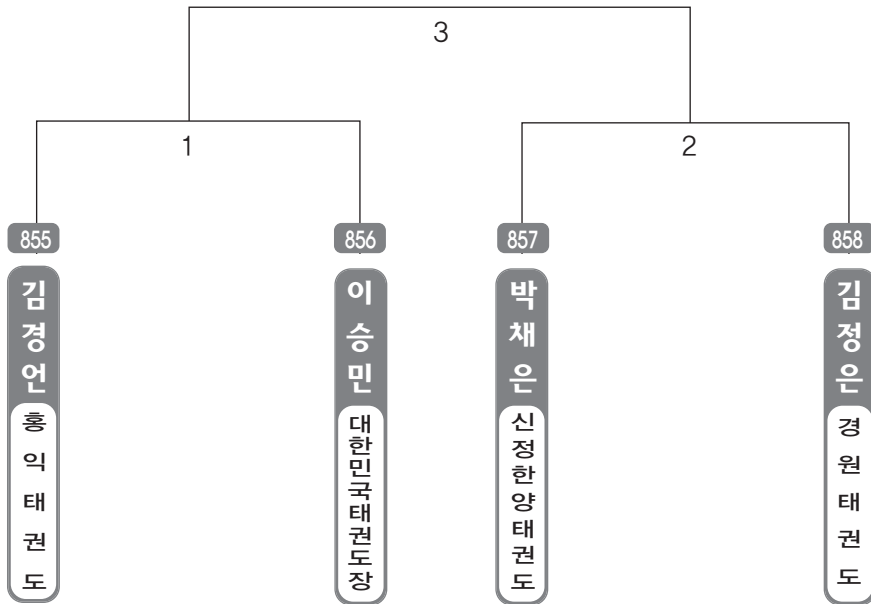 3
1
2
855
856
857
858
김경언
이승민
박채은
김정은
홍익태권도
대한민국태권도장
신정한양태권도
경원태권도